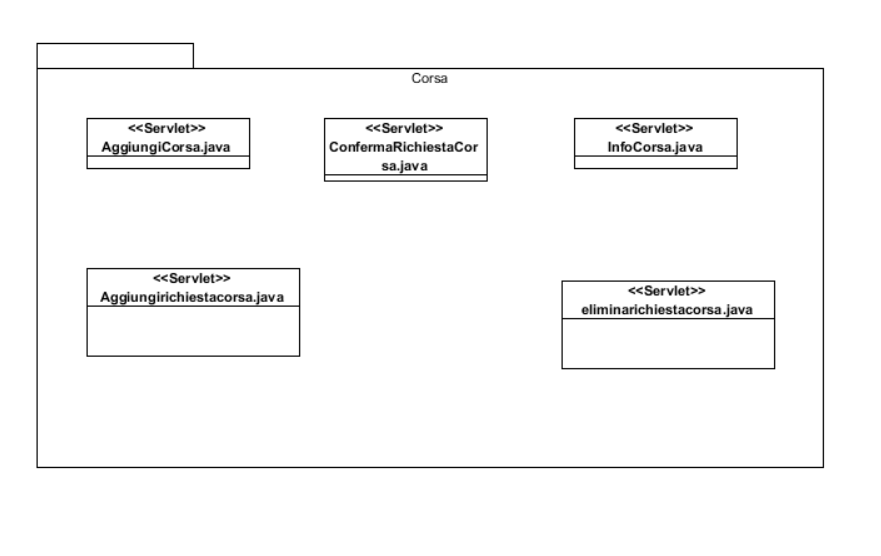 Corsa
<<Servlet>>
AggiungiCorsa.java
<<Servlet>>
ConfermaRichiestaCor
sa.java
<<Servlet>>
InfoCorsa.java
<<Servlet>>
Aggiungirichiestacorsa.java
<<Servlet>>
eliminarichiestacorsa.java